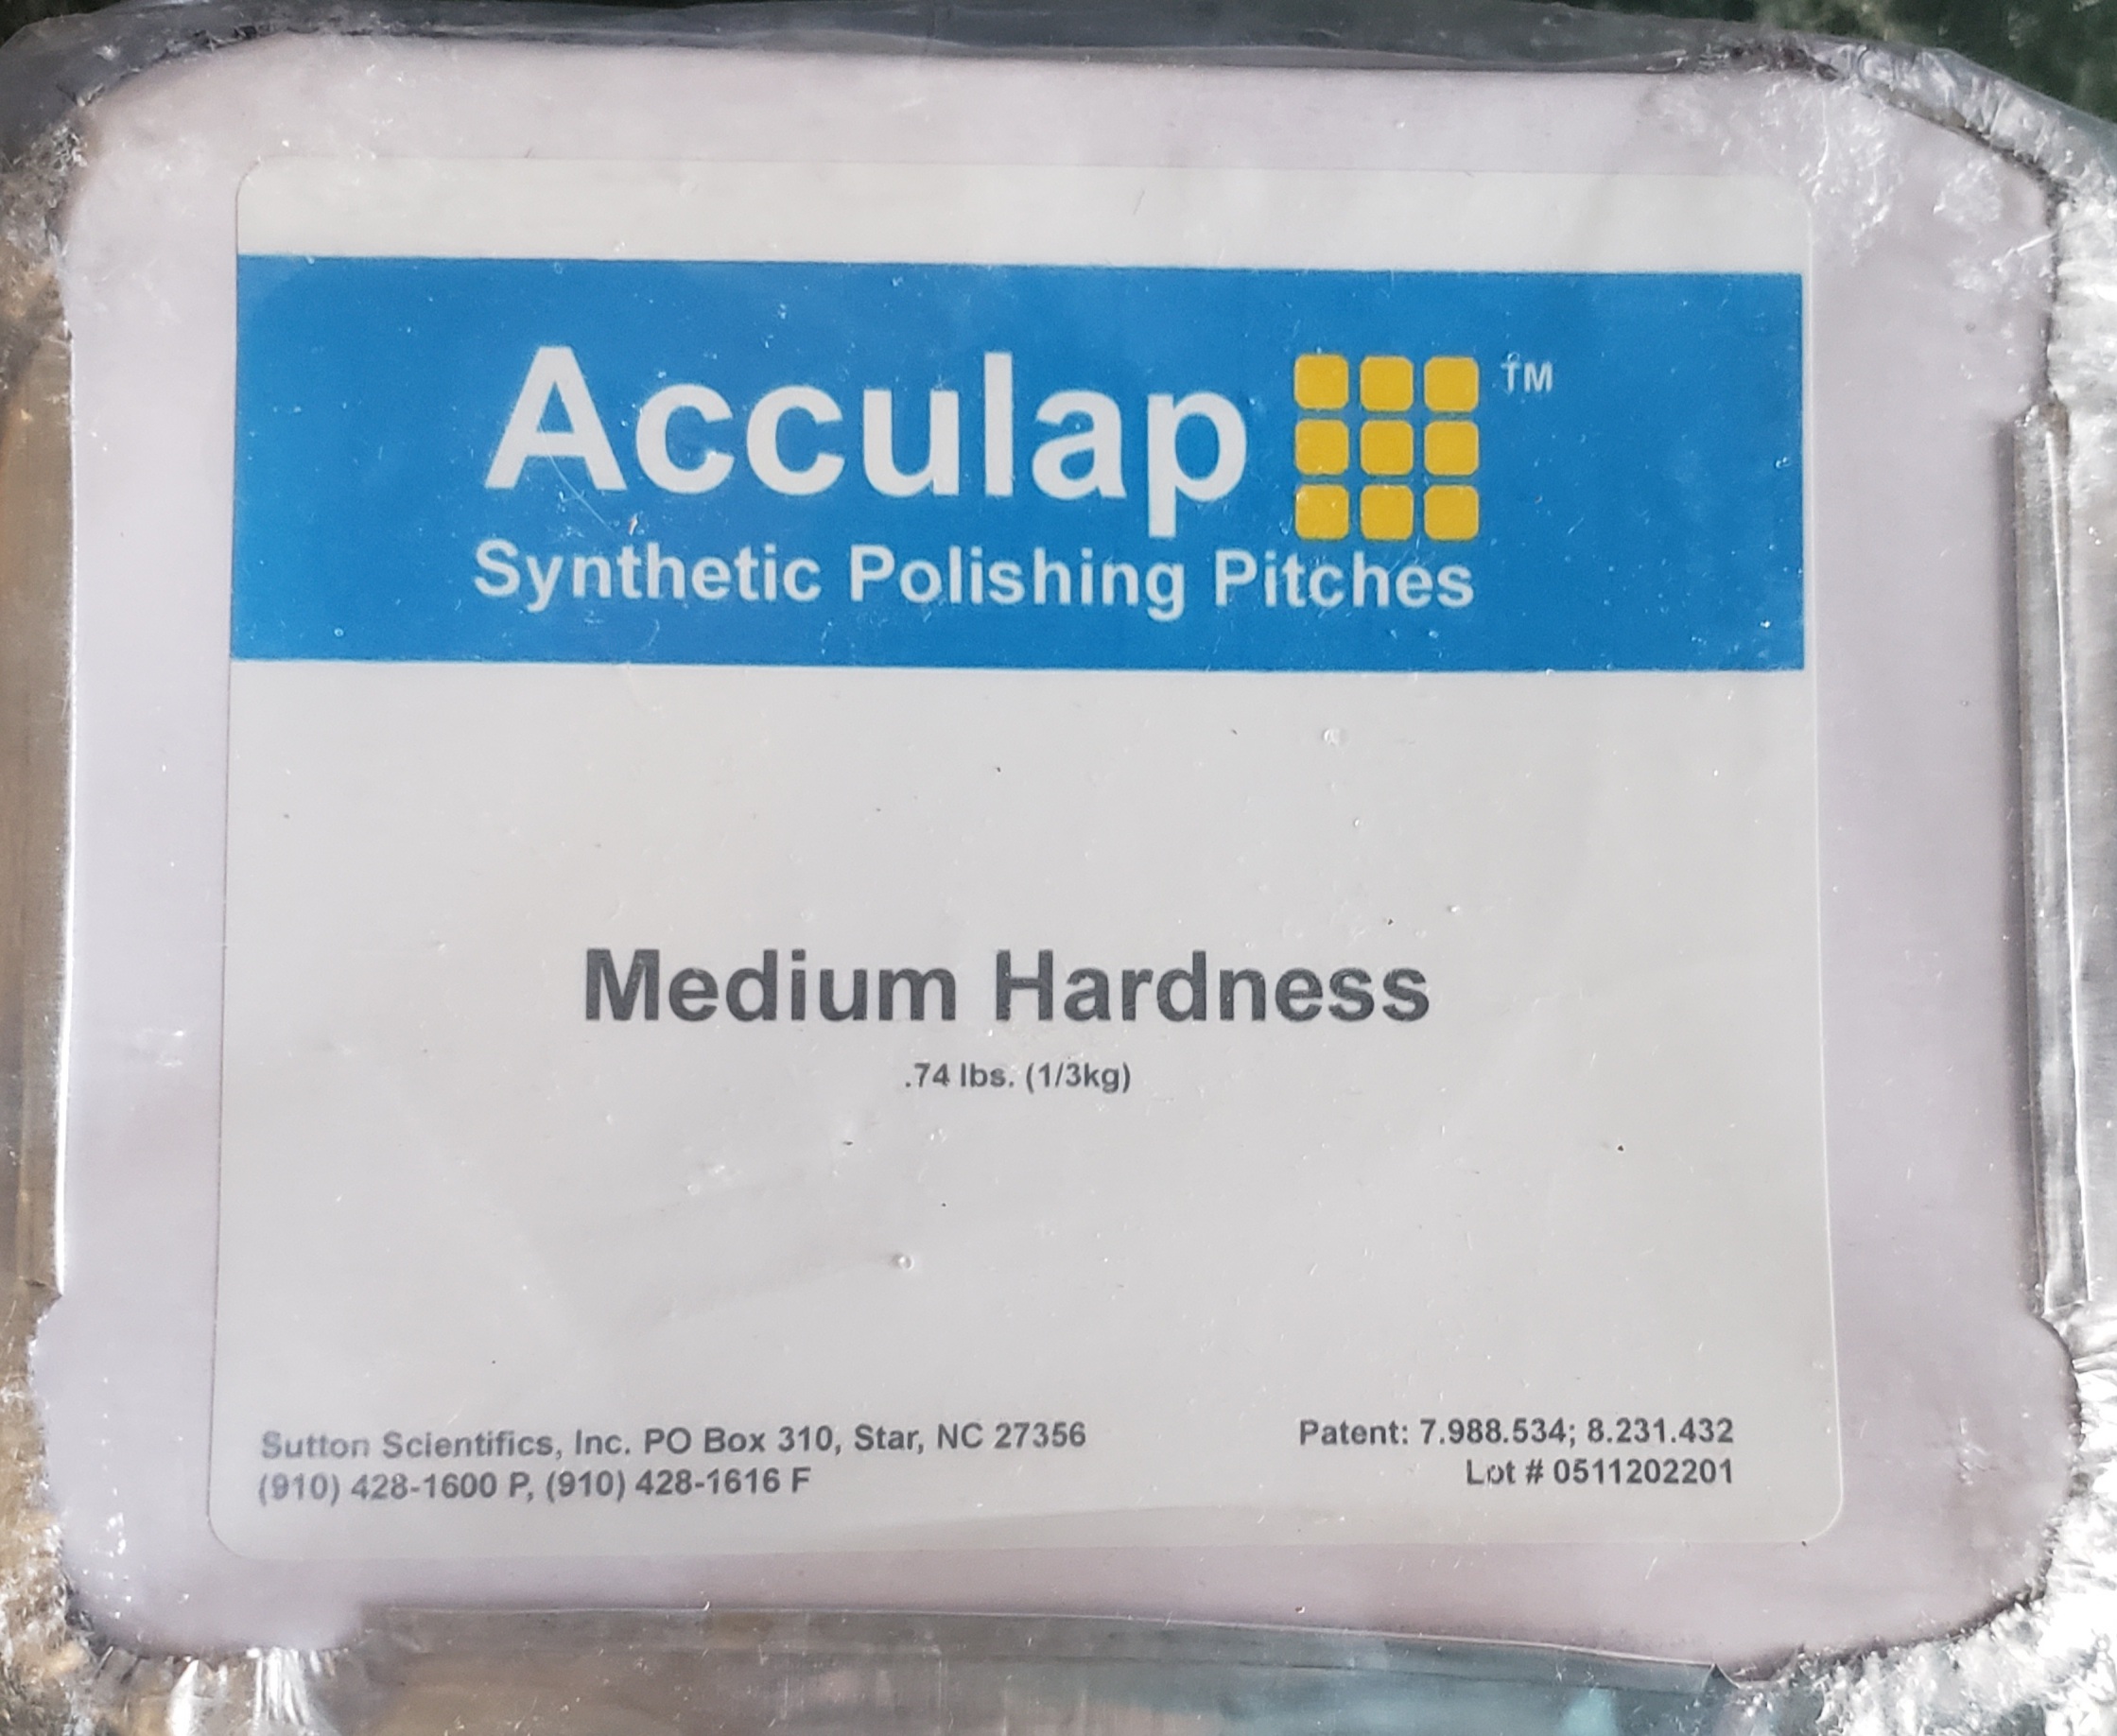 Acculap TM
Synthetic Polishing Pitches
Medium Hardness
.74 lbs. (1/3kg)
Sutton Scientifics, Inc. PO Box 310, Star, NC 27356
(910) 428-1600 P, (910) 428-1616 F
Patent: 7.988.534; 8.231.432
Lot # 0511202201